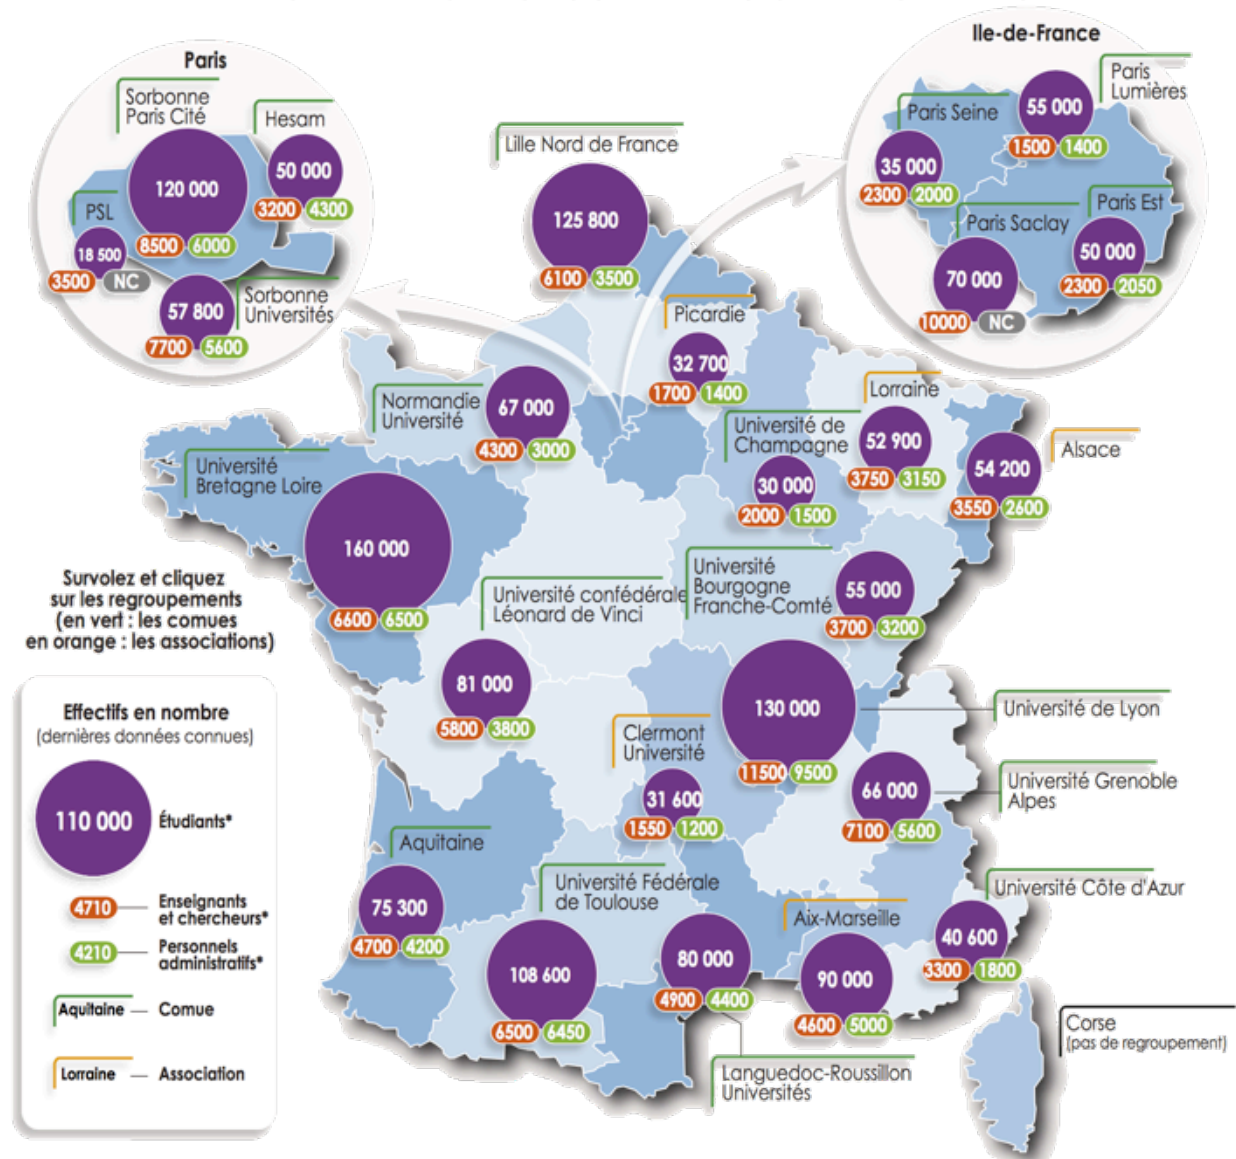 Paris
Sorbonne
Paris Cité
120 000
8500 6000
Hesam
50 000
3200 4300
PSL
18 500
3500 NC
57 800
7700 5600
Sorbonne
Universités
Ile-de-France
Paris
Lumières
55 000
1500 1400
Paris Seine
35 000
2300 2000
Paris Saclay
70 000
10000 NC
Paris Est
50 000
2300 2050
Lille Nord de France
125 800
6100 3500
Picardie
32 700
1700 1400
Normandie
Université
67 000
4300 3000
Université de
Champagne
30 000
2000 1500
Lorraine
52 900
3750 3150
Alsace
54 200
3550 2600
Université
Bretagne Loire
160 000
6600 6500
Université confédérale
Léonard de Vinci
81 000
5800 3800
Université
Bourgogne
Franche-Comté
55 000
3700 3200
Université de Lyon
130 000
11500 9500
Clermont
Université
31 600
1550 1200
Université Grenoble
Alpes
66 000
7100 5600
Aquitaine
75 300
4700 4200
Université Fédérale
de Toulouse
108 600
6500 6450
80 000
4900 4400
Languedoc-Roussillon
Universités
Aix-Marseille
90 000
4600 5000
Université Côte d'Azur
40 600
3300 1800
Corse
(pas de regroupement)
Survolez et cliquez
sur les regroupements
(en vert : les comues
en orange : les associations)
Effectifs en nombre
(dernières données connues)
110 000 Étudiants*
4710 Enseignants
et chercheurs*
4210 Personnels
administratifs*
Aquitaine — Comue
Lorraine — Association